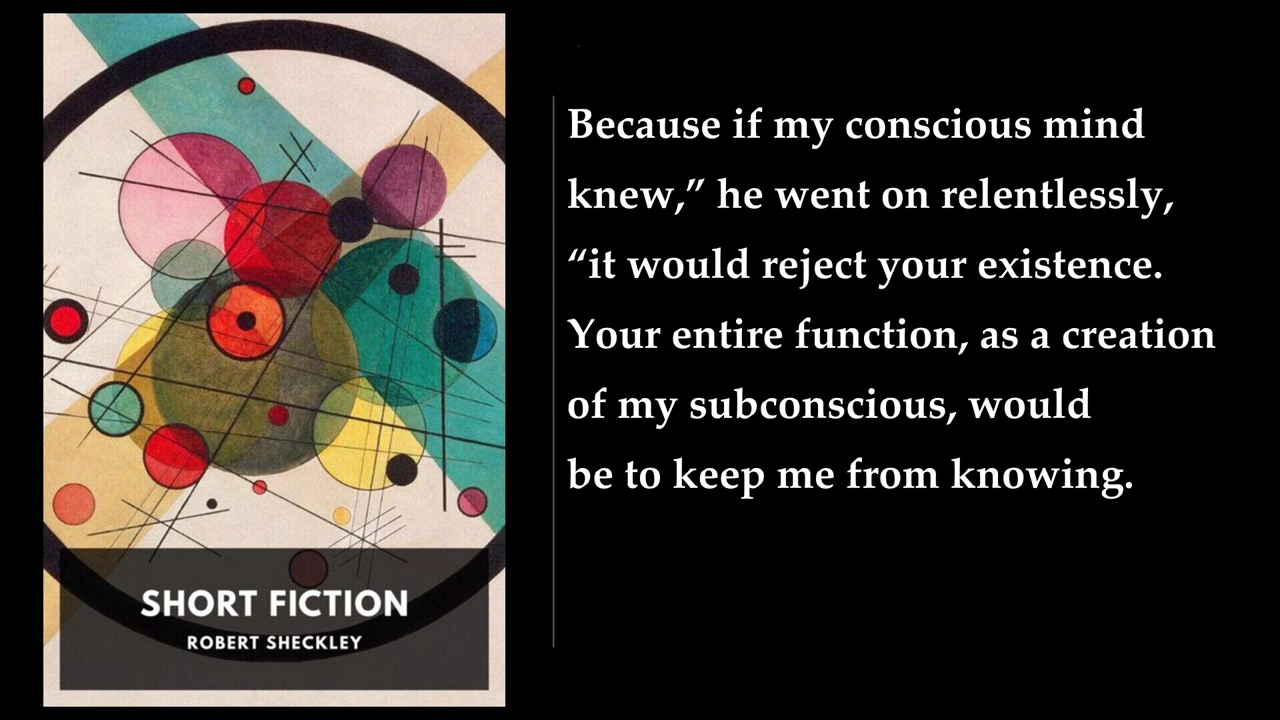 SHORT FICTION
ROBERT SHECKLEY
Because if my conscious mind
knew,” he went on relentlessly,
“it would reject your existence.
Your entire function, as a creation
of my subconscious, would
be to keep me from knowing.